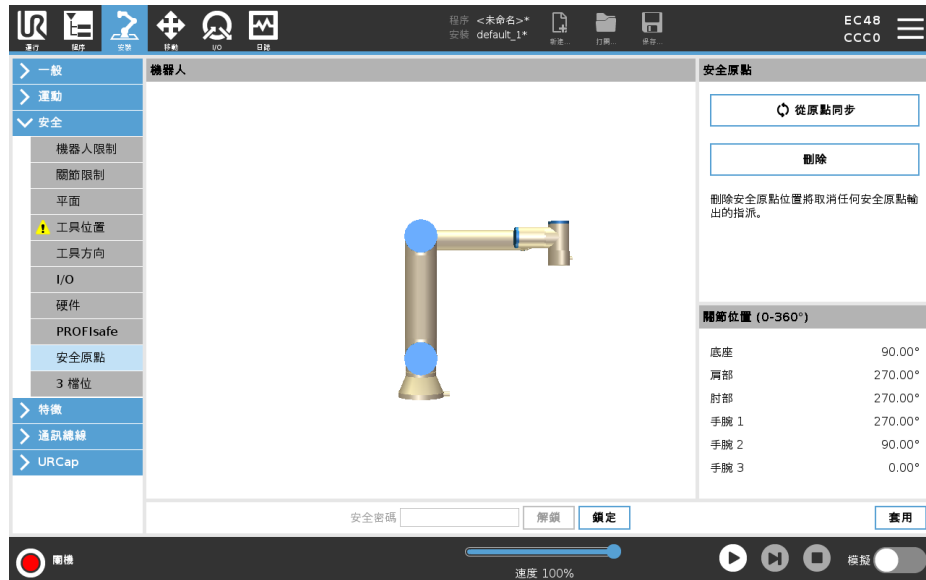 運行
程序
安裝
移動
I/O
日誌
程序 <未命名>*
安装 default_1*
新建...
打開...
保存...
EC48
CCC0
一般
運動
安全
機器人限制
關節限制
平面
工具位置
工具方向
I/O
硬件
PROFIsafe
安全原點
3 檔位
特徵
通訊總線
URCap
機器人
安全原點
從原點同步
刪除
刪除安全原點位置將取消任何安全原點輸
出的指派。
關節位置 (0-360°)
底座 90.00°
肩部 270.00°
肘部 270.00°
手腕 1 270.00°
手腕 2 90.00°
手腕 3 0.00°
安全密碼
解鎖
鎖定
套用
關機
速度 100%
模擬